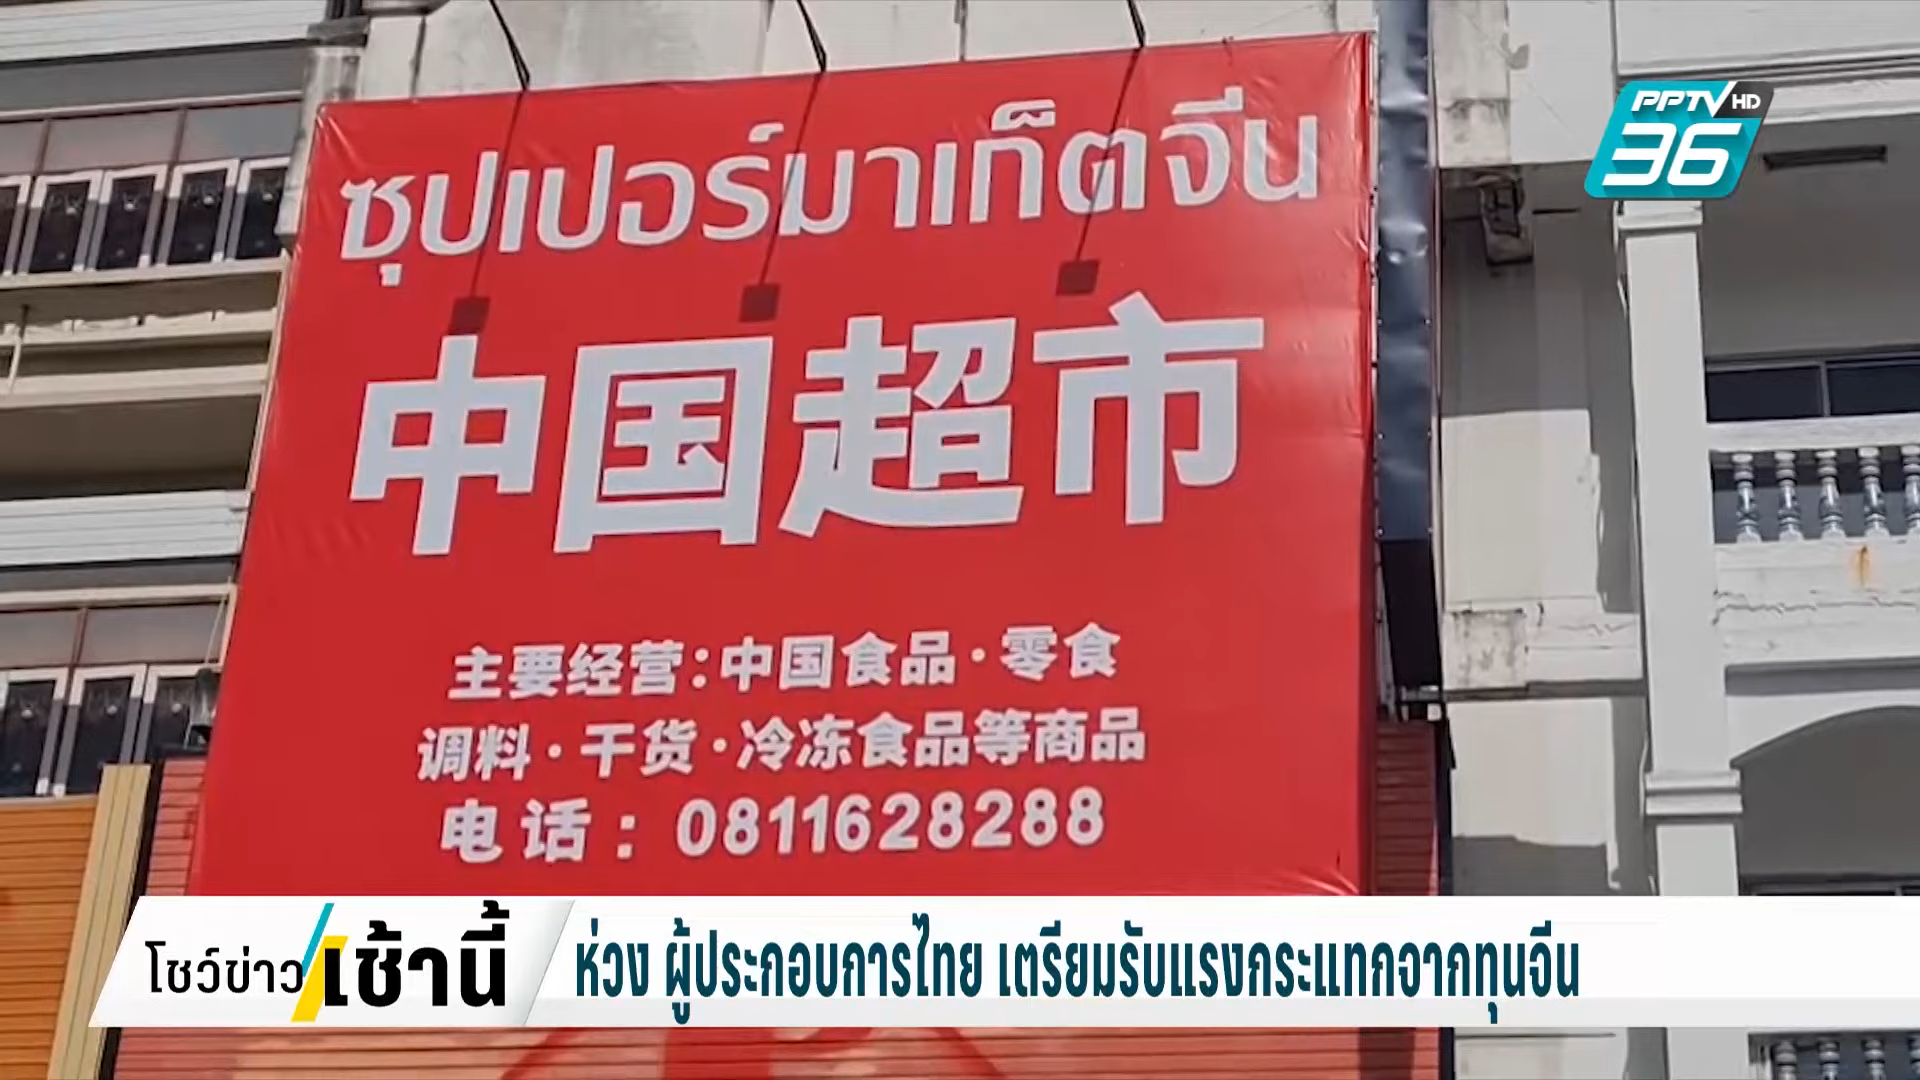 PPTV HD
36
ซุปเปอร์มาเก็ตจีน
中国超市
主要经营:中国食品·零食
调料·干货·冷冻食品等商品
电话: 0811628288
โชว์ข่าวเช้านี้
ห่วง ผู้ประกอบการไทย เตรียมรับแรงกระแทกจากทุนจีน